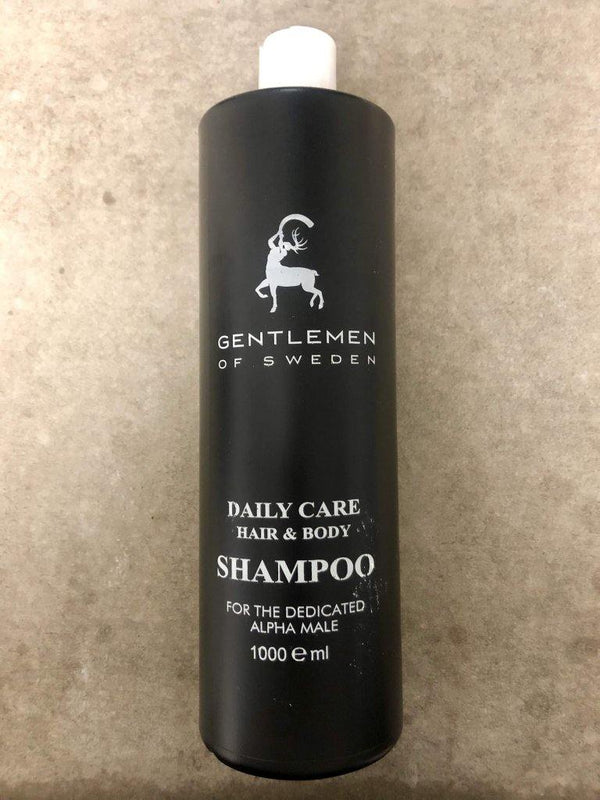 GENTLEMEN
OF SWEDEN
DAILY CARE
HAIR & BODY
SHAMPOO
FOR THE DEDICATED
ALPHA MALE
1000 ℮ ml